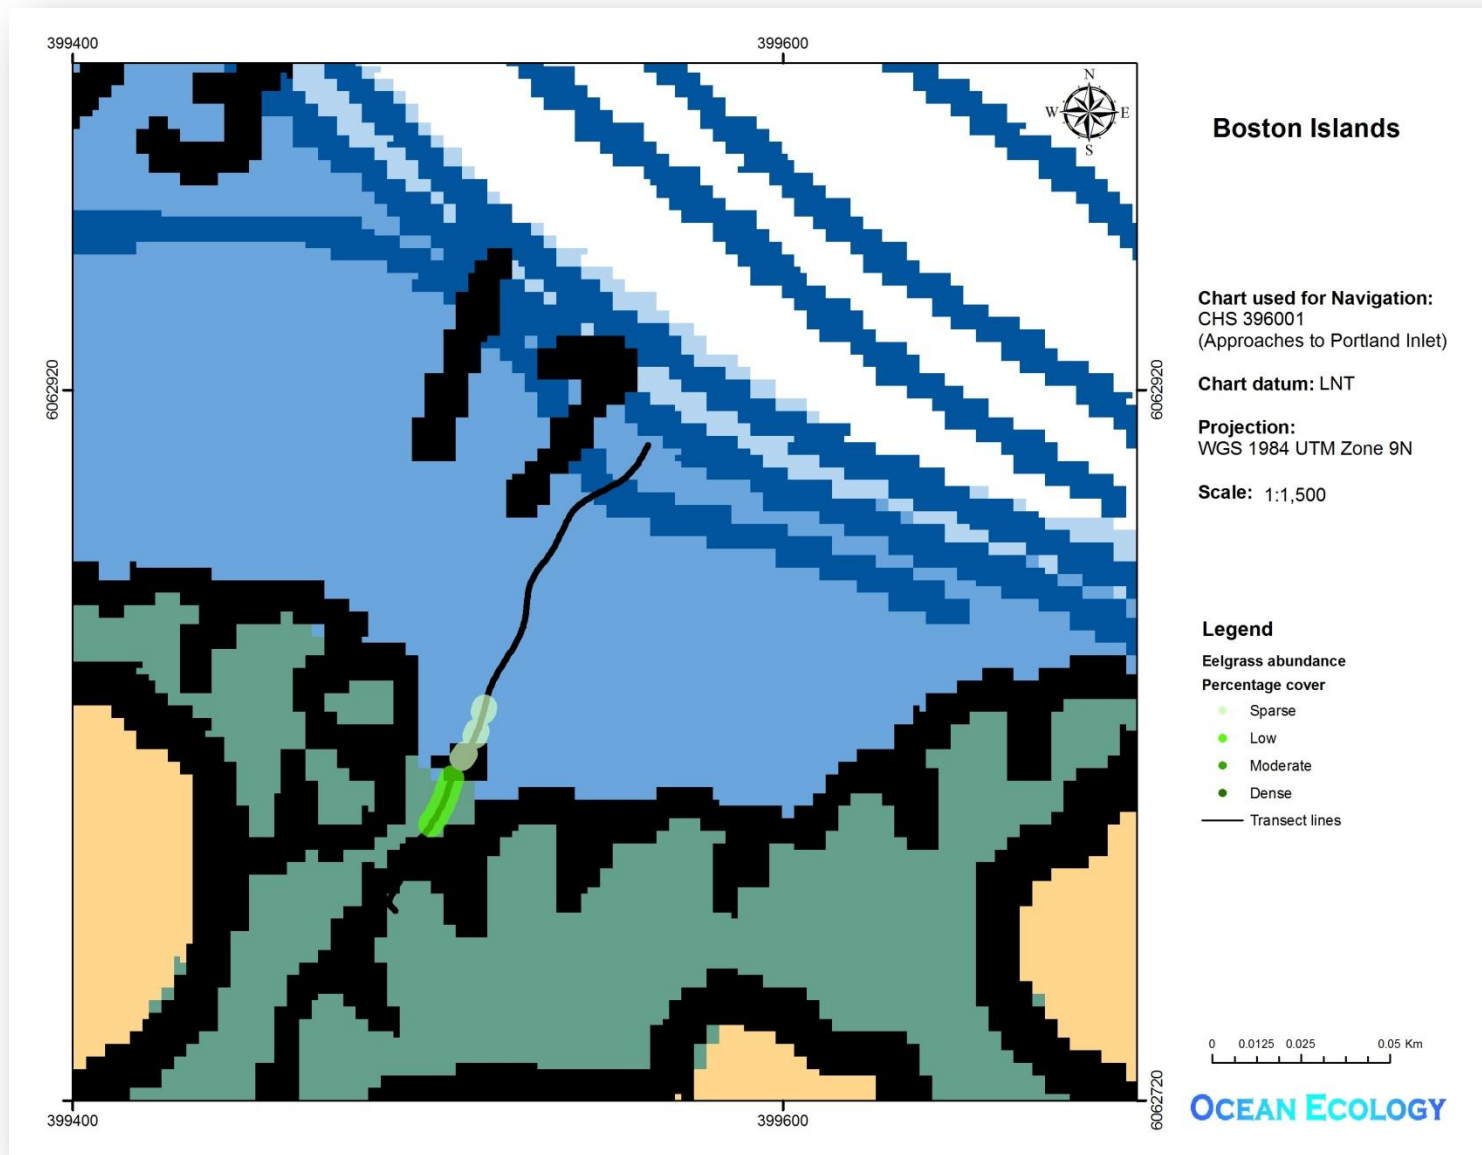 399400
399600
N
W E
S
Boston Islands
6062920
6062920
Chart used for Navigation:
CHS 396001
(Approaches to Portland Inlet)
Chart datum: LNT
Projection:
WGS 1984 UTM Zone 9N
Scale: 1:1,500
Legend
Eelgrass abundance
Percentage cover
Sparse
Low
Moderate
Dense
Transect lines
0 0.0125 0.025 0.05 Km
6062720
OCEAN ECOLOGY
399400
399600